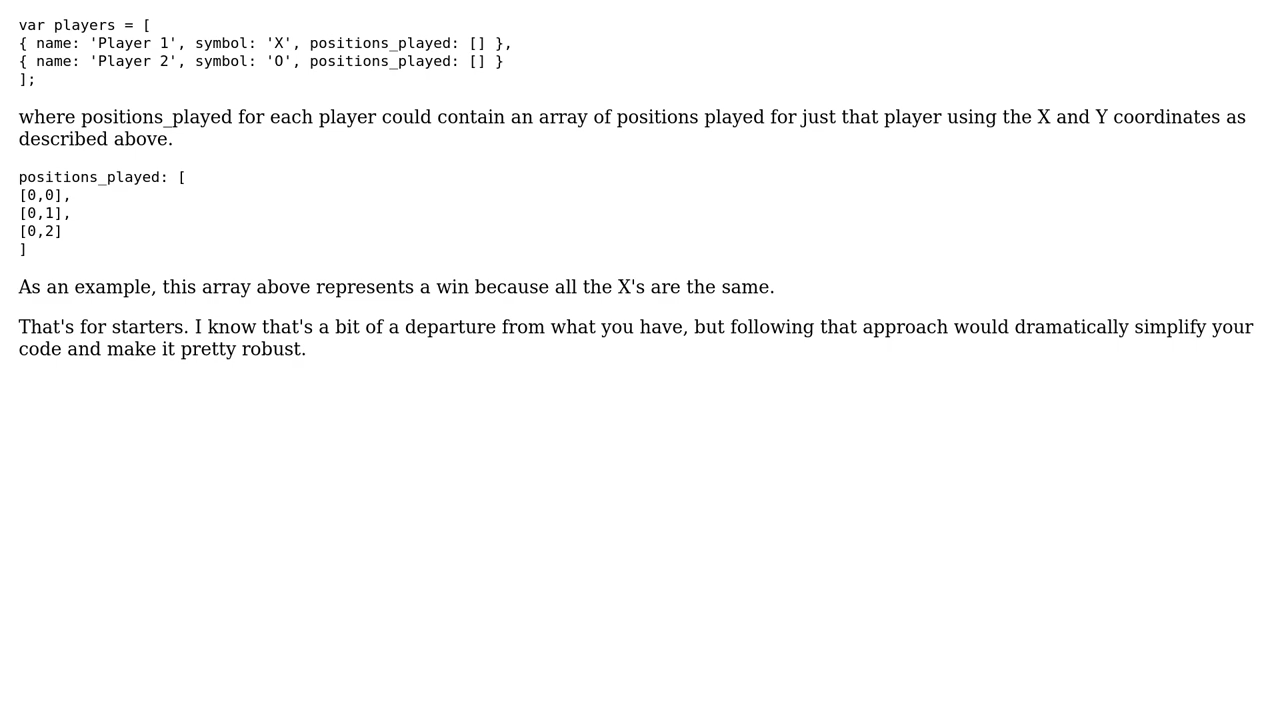 var players = [
{ name: 'Player 1', symbol: 'X', positions_played: [] },
{ name: 'Player 2', symbol: 'O', positions_played: [] }
];
where positions_played for each player could contain an array of positions played for just that player using the X and Y coordinates as
described above.
positions_played: [
[0,0],
[0,1],
[0,2]
]
As an example, this array above represents a win because all the X's are the same.
That's for starters. I know that's a bit of a departure from what you have, but following that approach would dramatically simplify your
code and make it pretty robust.